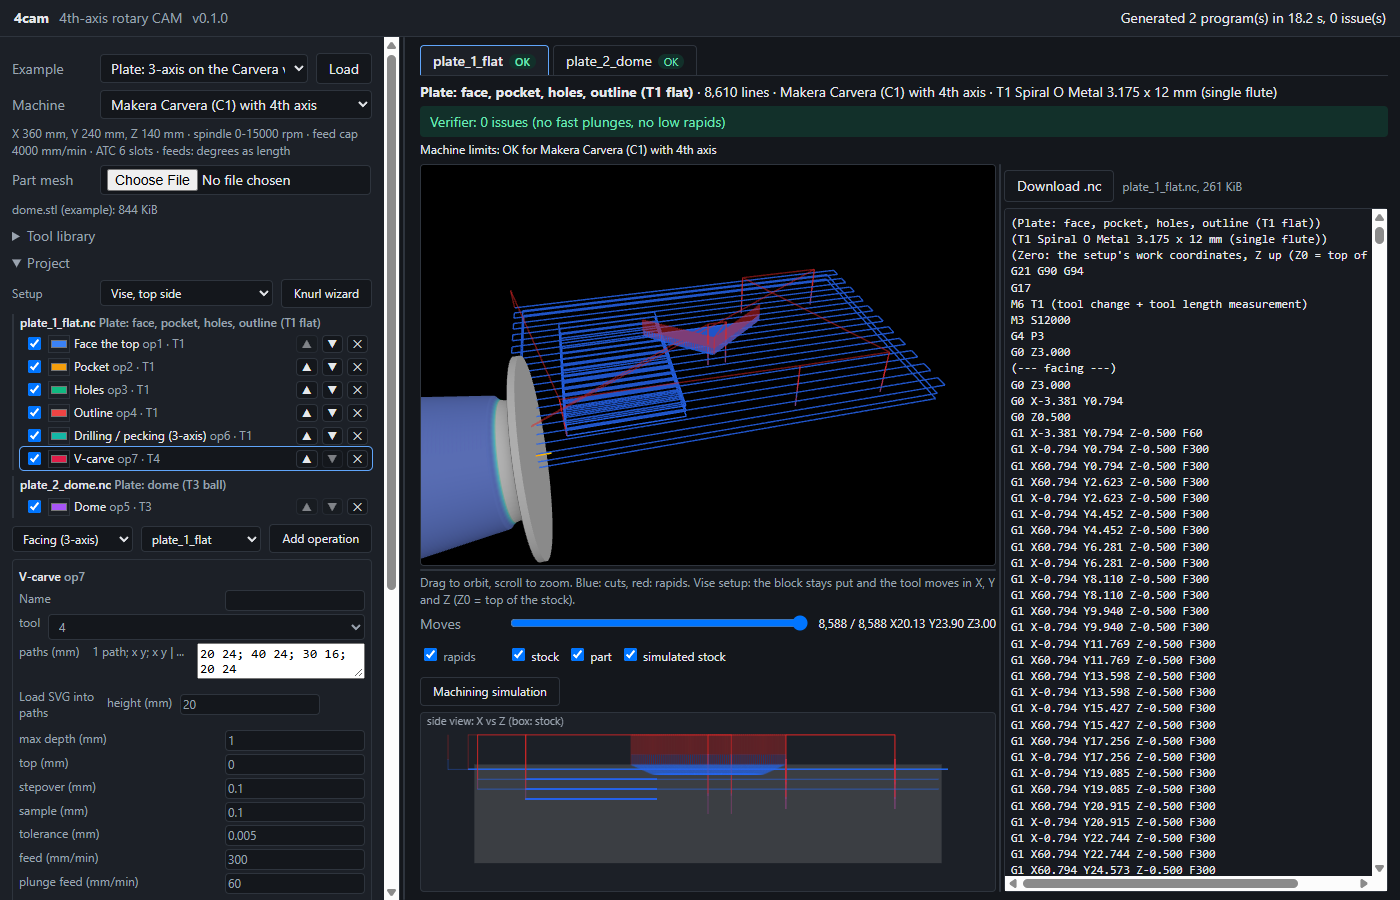 4cam 4th-axis rotary CAM v0.1.0
Generated 2 program(s) in 18.2 s, 0 issue(s)
Example
Plate: 3-axis on the Carvera
Load
Machine
Makera Carvera (C1) with 4th axis
X 360 mm, Y 240 mm, Z 140 mm · spindle 0-15000 rpm · feed cap
4000 mm/min · ATC 6 slots · feeds: degrees as length
Part mesh
Choose File No file chosen
dome.stl (example): 844 KiB
Tool library
Project
Setup
Vise, top side
Knurl wizard
plate_1_flat.nc Plate: face, pocket, holes, outline (T1 flat)
Face the top op1 · T1
Pocket op2 · T1
Holes op3 · T1
Outline op4 · T1
Drilling / pecking (3-axis) op6 · T1
V-carve op7 · T4
plate_2_dome.nc Plate: dome (T3 ball)
Dome op5 · T3
Facing (3-axis)
plate_1_flat
Add operation
V-carve op7
Name
tool
4
paths (mm) 1 path; x y; x y | ...
20 24; 40 24; 30 16;
20 24
Load SVG into
paths
height (mm)
20
max depth (mm)
1
top (mm)
0
stepover (mm)
0.1
sample (mm)
0.1
tolerance (mm)
0.005
feed (mm/min)
300
plunge feed (mm/min)
60
plate_1_flat OK
plate_2_dome OK
Plate: face, pocket, holes, outline (T1 flat) · 8,610 lines · Makera Carvera (C1) with 4th axis · T1 Spiral O Metal 3.175 x 12 mm (single flute)
Verifier: 0 issues (no fast plunges, no low rapids)
Machine limits: OK for Makera Carvera (C1) with 4th axis
Drag to orbit, scroll to zoom. Blue: cuts, red: rapids. Vise setup: the block stays put and the tool moves in X, Y
and Z (Z0 = top of the stock).
Moves
8,588 / 8,588 X20.13 Y23.90 Z3.00
rapids
stock
part
simulated stock
Machining simulation
side view: X vs Z (box: stock)
Download .nc
plate_1_flat.nc, 261 KiB
(Plate: face, pocket, holes, outline (T1 flat))
(T1 Spiral O Metal 3.175 x 12 mm (single flute))
(Zero: the setup's work coordinates, Z up (Z0 = top of
G21 G90 G94
G17
M6 T1 (tool change + tool length measurement)
M3 S12000
G4 P3
G0 Z3.000
(--- facing ---)
G0 Z3.000
G0 X-3.381 Y0.794
G0 Z0.500
G1 X-3.381 Y0.794 Z-0.500 F60
G1 X-0.794 Y0.794 Z-0.500 F300
G1 X60.794 Y0.794 Z-0.500 F300
G1 X60.794 Y2.623 Z-0.500 F300
G1 X-0.794 Y2.623 Z-0.500 F300
G1 X-0.794 Y4.452 Z-0.500 F300
G1 X60.794 Y4.452 Z-0.500 F300
G1 X60.794 Y6.281 Z-0.500 F300
G1 X-0.794 Y6.281 Z-0.500 F300
G1 X-0.794 Y8.110 Z-0.500 F300
G1 X60.794 Y8.110 Z-0.500 F300
G1 X60.794 Y9.940 Z-0.500 F300
G1 X-0.794 Y9.940 Z-0.500 F300
G1 X-0.794 Y11.769 Z-0.500 F300
G1 X60.794 Y11.769 Z-0.500 F300
G1 X60.794 Y13.598 Z-0.500 F300
G1 X-0.794 Y13.598 Z-0.500 F300
G1 X-0.794 Y15.427 Z-0.500 F300
G1 X60.794 Y15.427 Z-0.500 F300
G1 X60.794 Y17.256 Z-0.500 F300
G1 X-0.794 Y17.256 Z-0.500 F300
G1 X-0.794 Y19.085 Z-0.500 F300
G1 X60.794 Y19.085 Z-0.500 F300
G1 X60.794 Y20.915 Z-0.500 F300
G1 X-0.794 Y20.915 Z-0.500 F300
G1 X-0.794 Y22.744 Z-0.500 F300
G1 X60.794 Y22.744 Z-0.500 F300
G1 X60.794 Y24.573 Z-0.500 F300